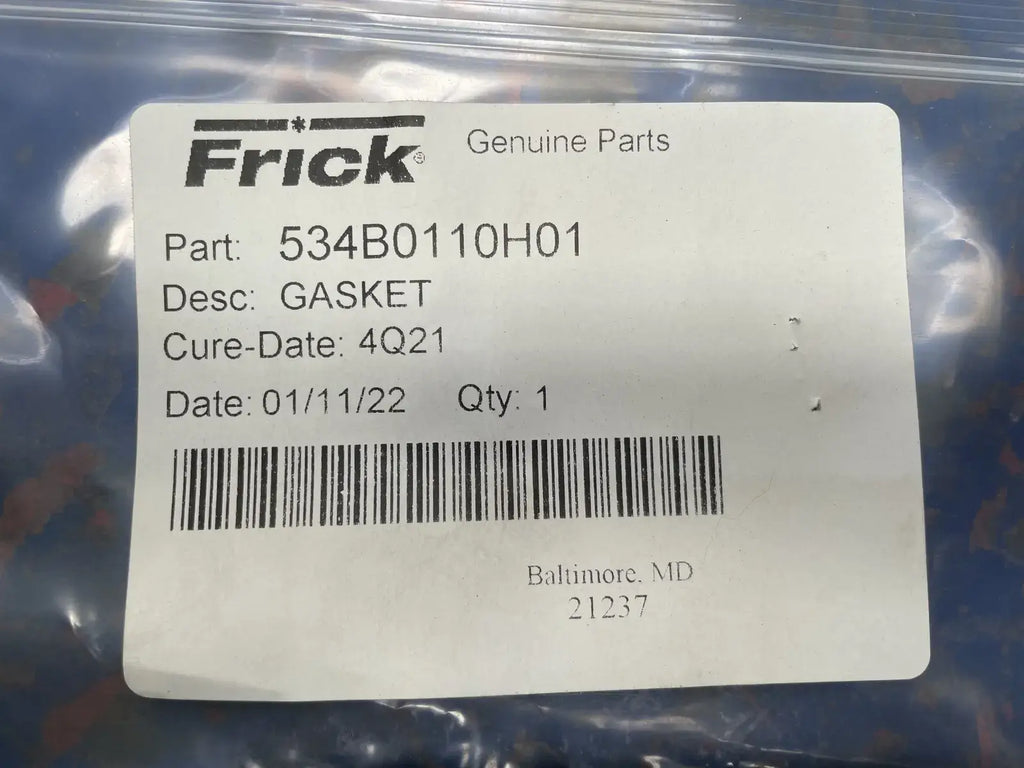 Frick® Genuine Parts
Part: 534B0110H01
Desc: GASKET
Cure-Date: 4Q21
Date: 01/11/22 Qty: 1
Baltimore, MD
21237